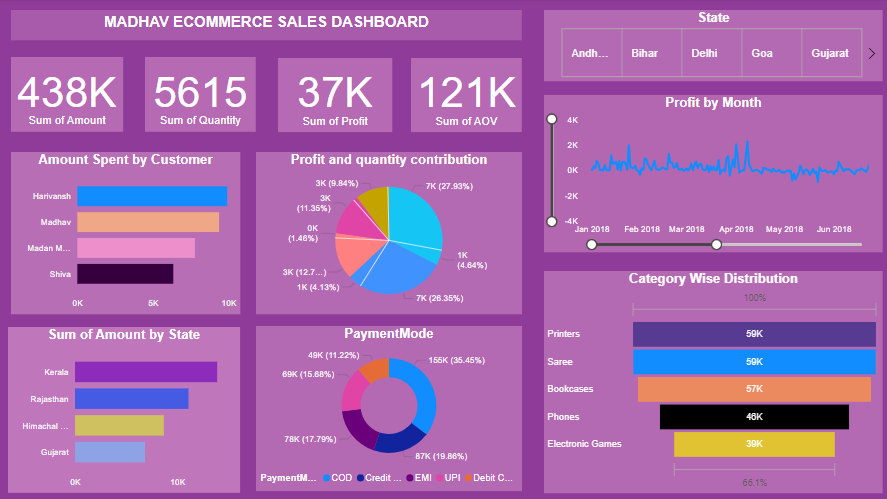 MADHAV ECOMMERCE SALES DASHBOARD
438K
Sum of Amount
5615
Sum of Quantity
37K
Sum of Profit
121K
Sum of AOV
State
Andh...
Bihar
Delhi
Goa
Gujarat
Amount Spent by Customer
Harivansh
Madhav
Madan M...
Shiva
0K
5K
10K
Profit and quantity contribution
3K (9.84%)
7K (27.93%)
3K
(11.35%)
0K
(1.46%)
1K
(4.64%)
3K (12.7...)
1K (4.13%)
7K (26.35%)
Profit by Month
4K
2K
0K
-2K
-4K
Jan 2018
Feb 2018
Mar 2018
Apr 2018
May 2018
Jun 2018
Sum of Amount by State
Kerala
Rajasthan
Himachal ...
Gujarat
0K
10K
PaymentMode
49K (11.22%)
155K (35.45%)
69K (15.68%)
78K (17.79%)
87K (19.86%)
PaymentM...
COD
Credit ...
EMI
UPI
Debit C...
Category Wise Distribution
100%
Printers
59K
Saree
59K
Bookcases
57K
Phones
46K
Electronic Games
39K
66.1%